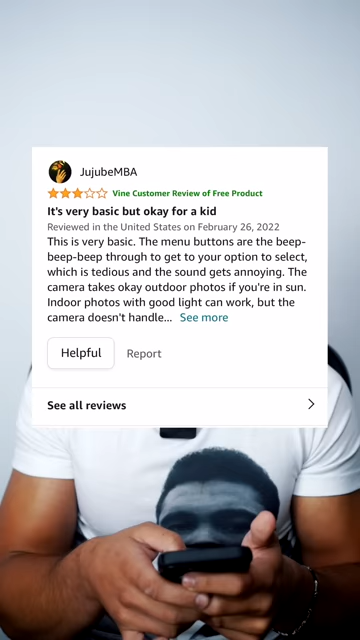 JujubeMBA
Vine Customer Review of Free Product
It's very basic but okay for a kid
Reviewed in the United States on February 26, 2022
This is very basic. The menu buttons are the beep-
beep-beep through to get to your option to select,
which is tedious and the sound gets annoying. The
camera takes okay outdoor photos if you're in sun.
Indoor photos with good light can work, but the
camera doesn't handle... See more
Helpful Report
See all reviews